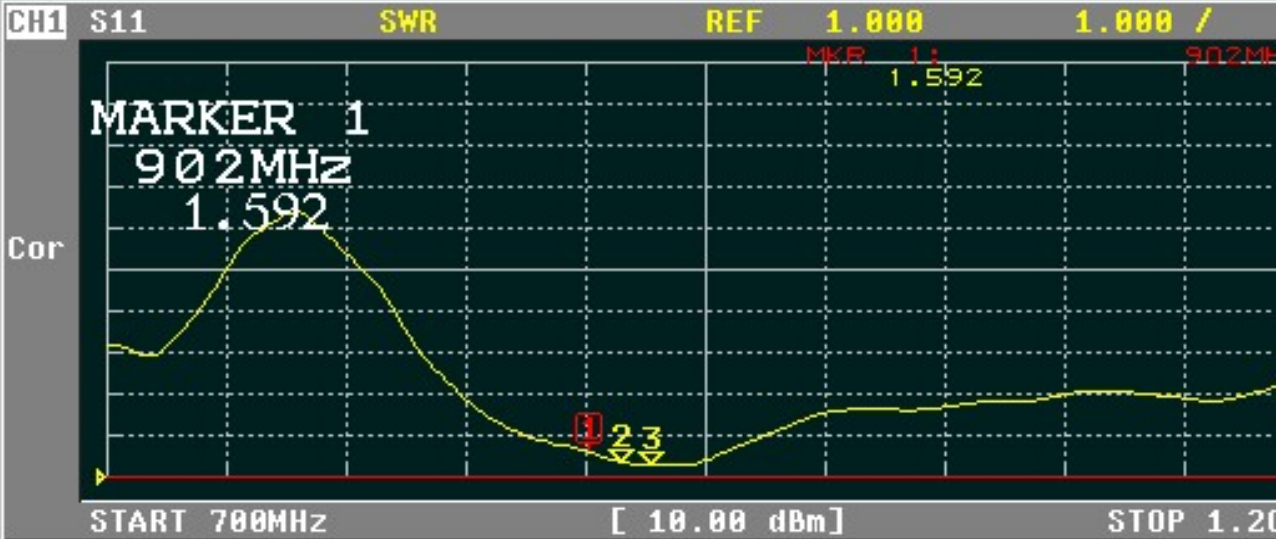 CH1 S11 SWR REF 1.000 1.000 /
MKR 1: 902MH
1.592
MARKER 1
902MHz
1.592
Cor
1 2 3
START 700MHz [ 10.00 dBm] STOP 1.20